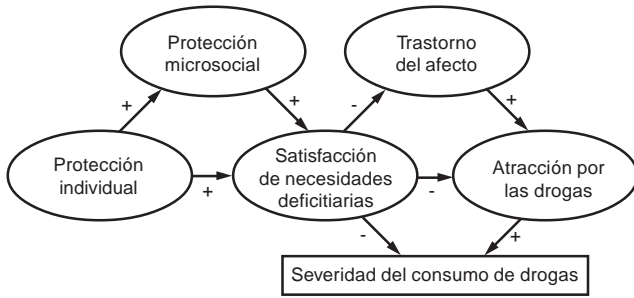 Protección
microsocial
Trastorno
del afecto
+
+
-
+
Protección
individual
+
Satisfacción
de necesidades
deficitiarias
-
Atracción por
las drogas
-
+
Severidad del consumo de drogas